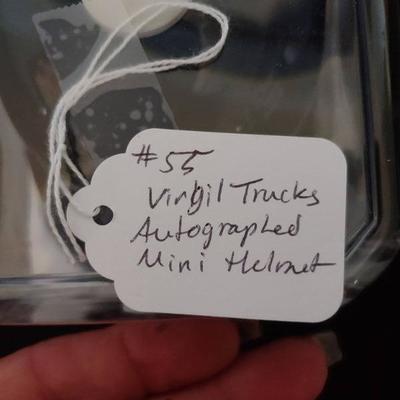 #55
Virgil Trucks
Autographed
Mini Helmet